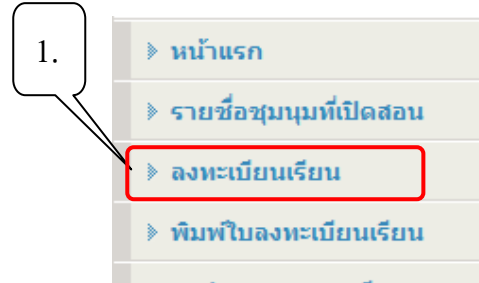 1.
หน้าแรก
รายชื่อชุมนุมที่เปิดสอน
ลงทะเบียนเรียน
พิมพ์ใบลงทะเบียนเรียน